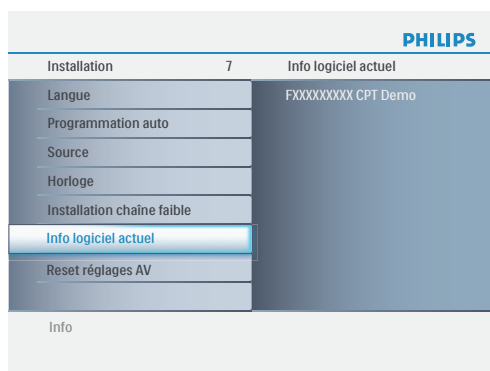 PHILIPS
Installation 7 Info logiciel actuel
Langue FXXXXXXXXX CPT Demo
Programmation auto
Source
Horloge
Installation chaîne faible
Info logiciel actuel
Reset réglages AV
Info